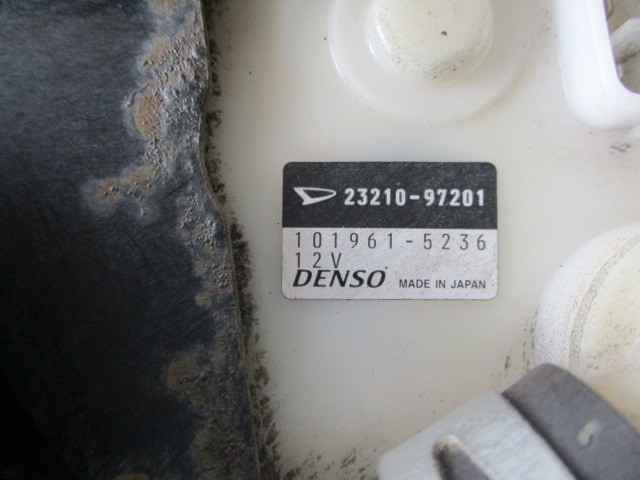 23210-97201
101961-5236
12V
DENSO MADE IN JAPAN